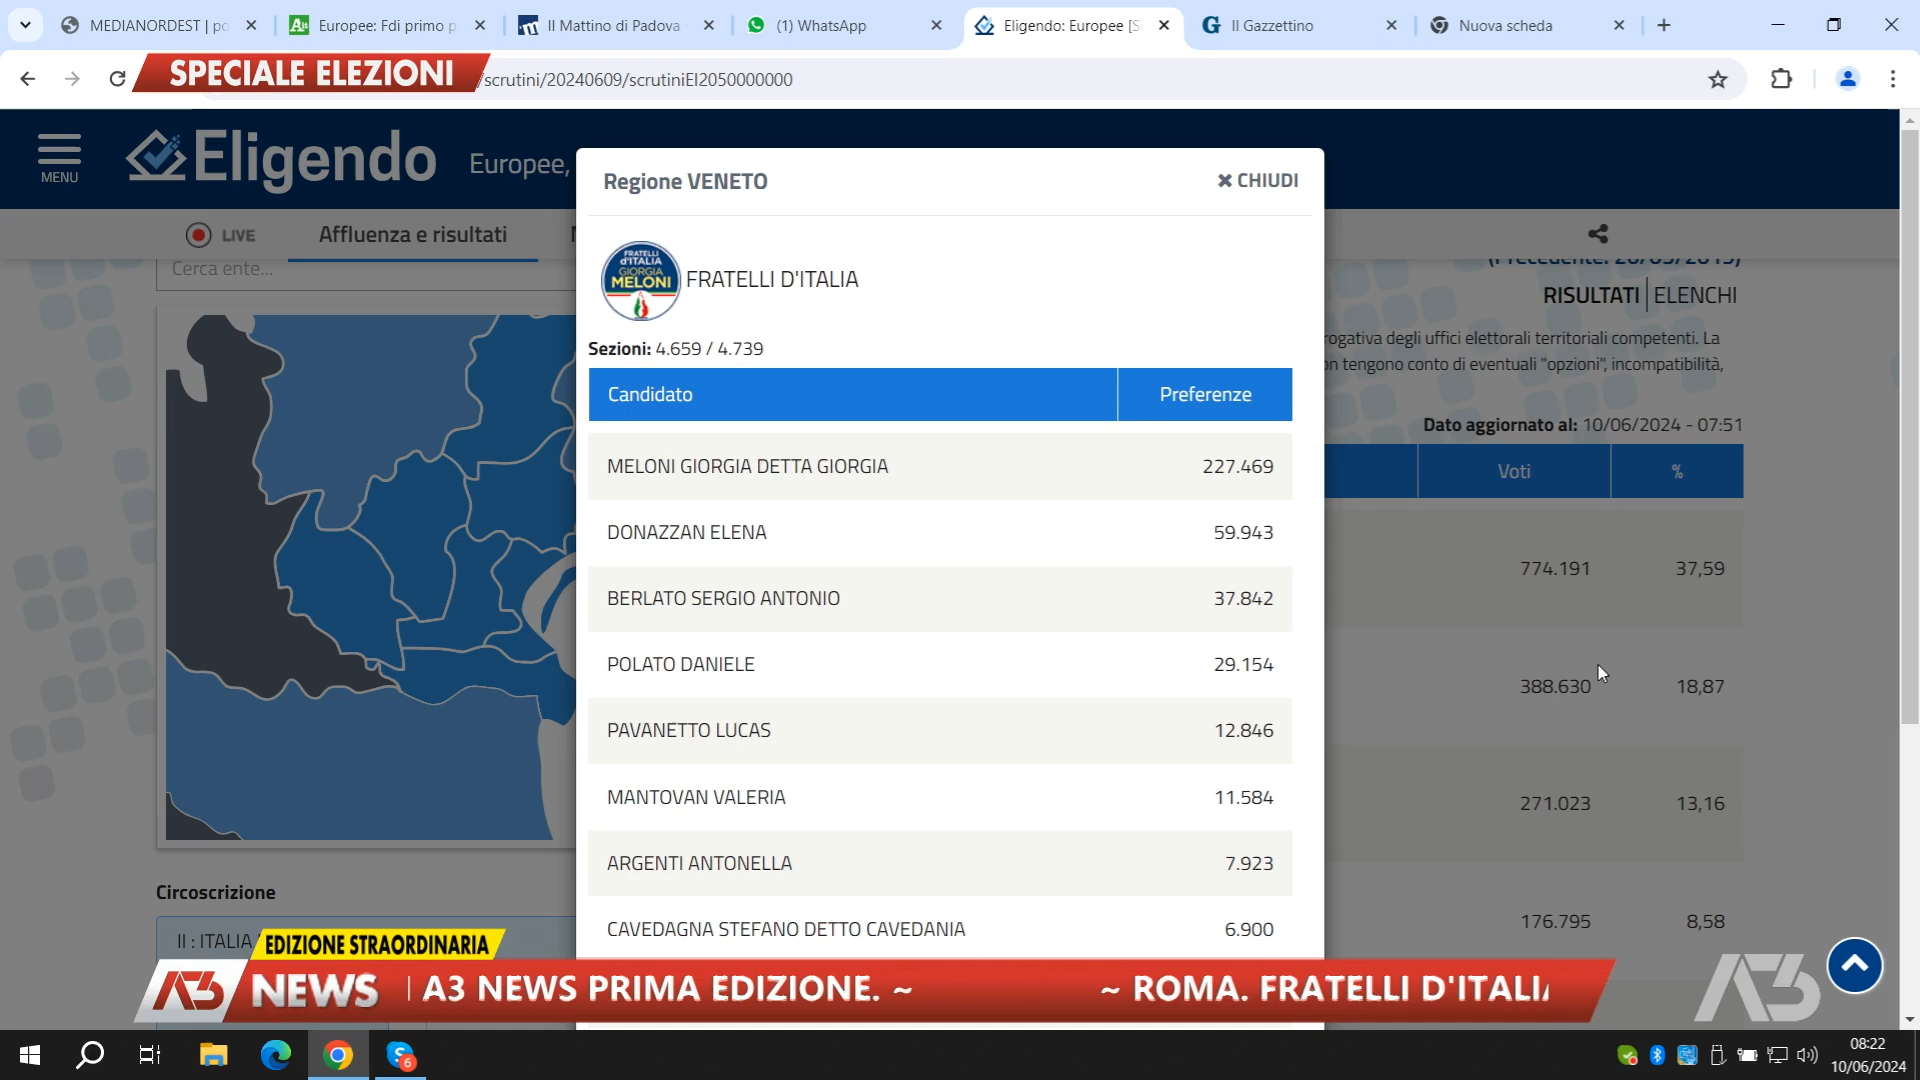 MEDIANORDEST | po
Europee: Fdi primo p
Il Mattino di Padova
(1) WhatsApp
Eligendo: Europee [S
Il Gazzettino
Nuova scheda
SPECIALE ELEZIONI
/scrutini/20240609/scrutiniEI2050000000
MENU
Eligendo
Europee,
Regione VENETO
CHIUDI
LIVE
Affluenza e risultati
Cerca ente...
FRATELLI
d'ITALIA
GIORGIA
MELONI
FRATELLI D'ITALIA
RISULTATI ELENCHI
Sezioni: 4.659 / 4.739
rogativa degli uffici elettorali territoriali competenti. La
on tengono conto di eventuali "opzioni", incompatibilità,
Candidato Preferenze
Dato aggiornato al: 10/06/2024 - 07:51
Voti %
MELONI GIORGIA DETTA GIORGIA 227.469
DONAZZAN ELENA 59.943
774.191 37,59
BERLATO SERGIO ANTONIO 37.842
POLATO DANIELE 29.154
388.630 18,87
PAVANETTO LUCAS 12.846
MANTOVAN VALERIA 11.584
271.023 13,16
ARGENTI ANTONELLA 7.923
Circoscrizione
CAVEDAGNA STEFANO DETTO CAVEDANIA 6.900
176.795 8,58
II : ITALIA
EDIZIONE STRAORDINARIA
A3 NEWS | A3 NEWS PRIMA EDIZIONE. ~ ~ ROMA. FRATELLI D'ITALI
A3
6
08:22
10/06/2024